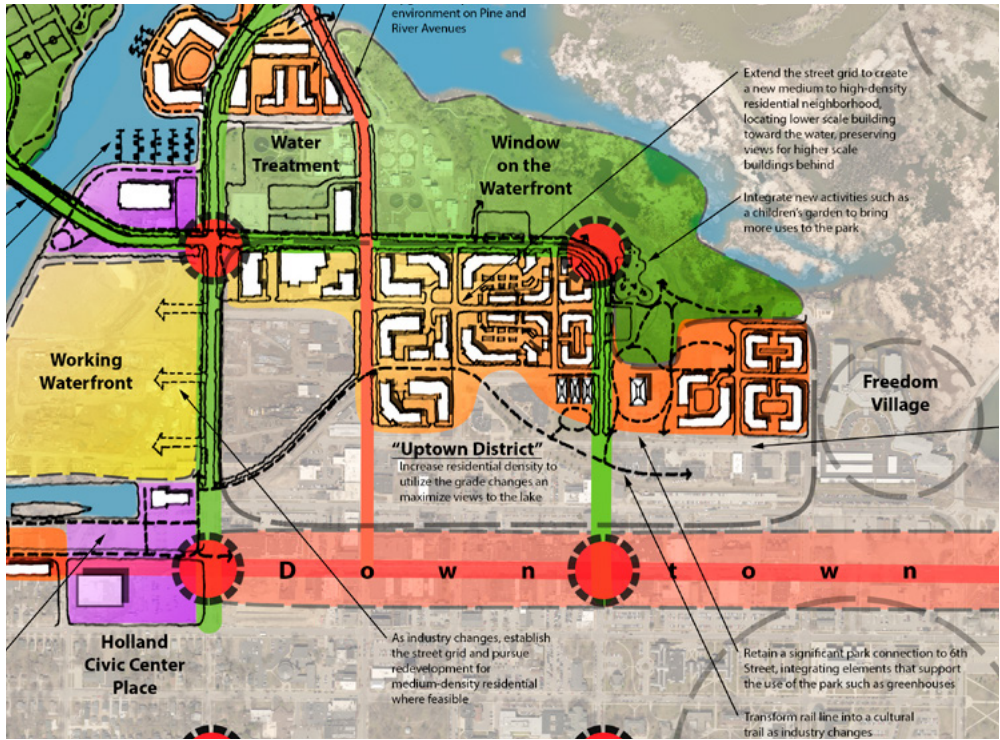 environment on Pine and
River Avenues
Extend the street grid to create
a new medium to high-density
residential neighborhood,
locating lower scale building
toward the water, preserving
views for higher scale
buildings behind
Water
Treatment
Window
on the
Waterfront
Integrate new activities such as
a children's garden to bring
more uses to the park
Working
Waterfront
Freedom
Village
"Uptown District"
Increase residential density to
utilize the grade changes an
maximize views to the lake
D o w n t o w n
Holland
Civic Center
Place
As industry changes, establish
the street grid and pursue
redevelopment for
medium-density residential
where feasible
Retain a significant park connection to 6th
Street, integrating elements that support
the use of the park such as greenhouses
Transform rail line into a cultural
trail as industry changes